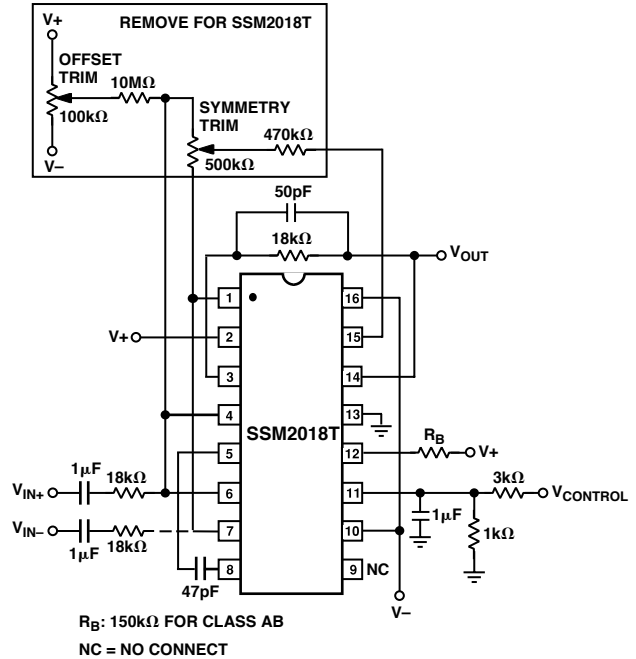 V+
REMOVE FOR SSM2018T
OFFSET
TRIM
10MΩ
100kΩ
SYMMETRY
TRIM
470kΩ
500kΩ
V–
50pF
18kΩ
VOUT
1
16
V+
2
15
3
14
4
13
SSM2018T
5
12
RB
V+
1µF
18kΩ
VIN+
6
11
3kΩ
VCONTROL
VIN–
7
10
1µF
1kΩ
1µF
18kΩ
8
9
NC
47pF
V–
RB: 150kΩ FOR CLASS AB
NC = NO CONNECT